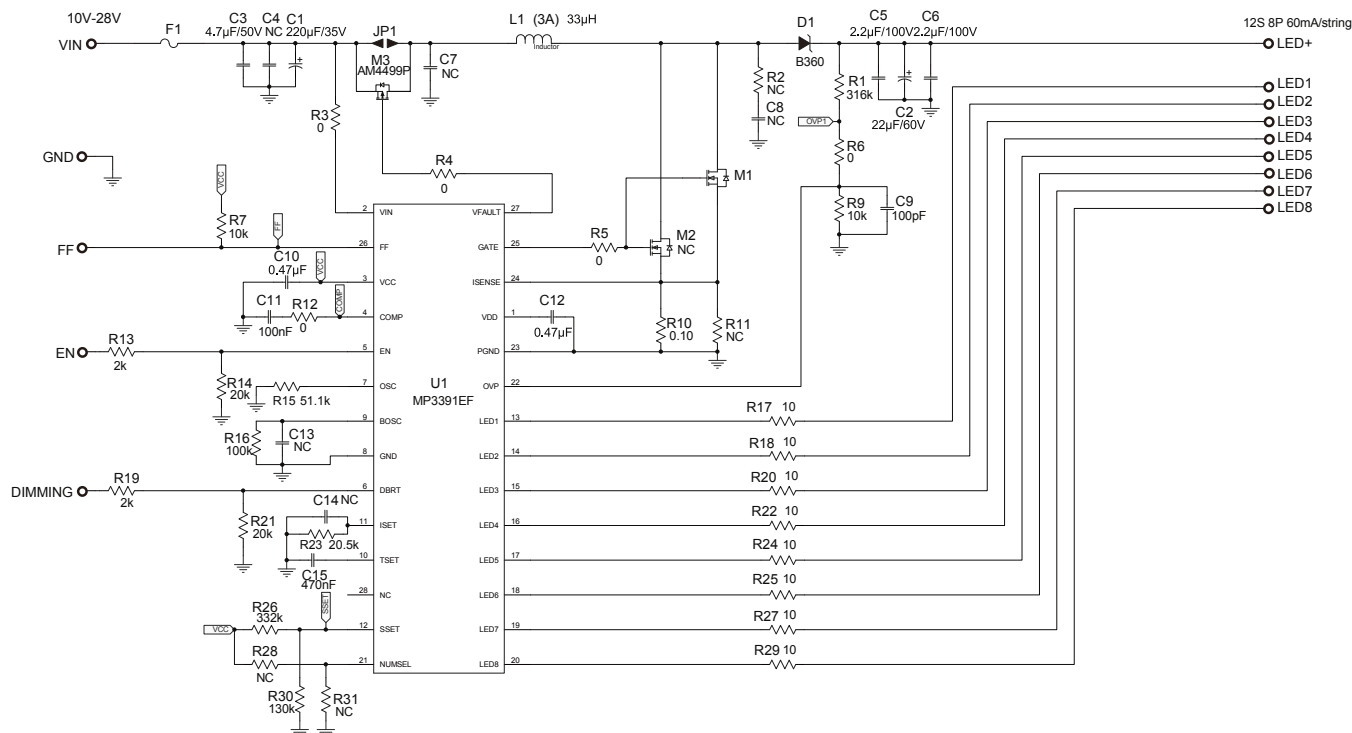 10V-28V
VIN
F1
C3
4.7µF/50V
C4
NC
C1
220µF/35V
JP1
M3
AM4499P
C7
NC
L1 (3A) 33µH
Inductor
D1
B360
C5
2.2µF/100V
C6
2.2µF/100V
12S 8P 60mA/string
LED+
R2
NC
C8
NC
R1
316k
C2
22µF/60V
OVP1
R6
0
R9
10k
C9
100pF
LED1
LED2
LED3
LED4
LED5
LED6
LED7
LED8
GND
R3
0
R4
0
VCC
R7
10k
FF
FF
C10
0.47µF
VCC
C11
100nF
R12
0
COMP
M1
M2
NC
R5
0
R10
0.10
R11
NC
C12
0.47µF
EN
R13
2k
R14
20k
R15 51.1k
R16
100k
C13
NC
DIMMING
R19
2k
R21
20k
C14 NC
R23 20.5k
C15
470nF
SSET
VCC
R26
332k
R28
NC
R30
130k
R31
NC
U1
MP3391EF
2 VIN
26 FF
3 VCC
4 COMP
5 EN
7 OSC
9 BOSC
8 GND
6 DBRT
11 ISET
10 TSET
28 NC
12 SSET
21 NUMSEL
VFAULT 27
GATE 25
ISENSE 24
VDD 1
PGND 23
OVP 22
LED1 13
LED2 14
LED3 15
LED4 16
LED5 17
LED6 18
LED7 19
LED8 20
R17 10
R18 10
R20 10
R22 10
R24 10
R25 10
R27 10
R29 10